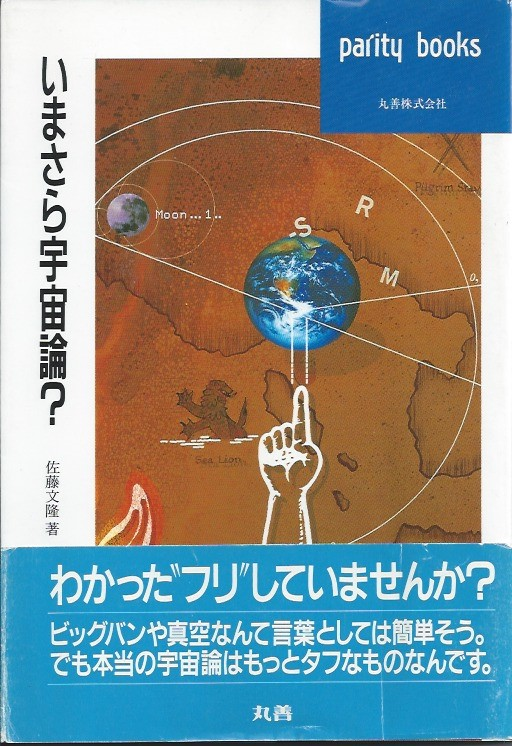 parity books
丸善株式会社
いまさら宇宙論?
佐藤文隆 著
Pilgrim Stay
Moon...1..
S
R
M
Sea Lion
わかった"フリ"していませんか?
ビッグバンや真空なんて言葉としては簡単そう。
でも本当の宇宙論はもっとタフなものなんです。
丸善